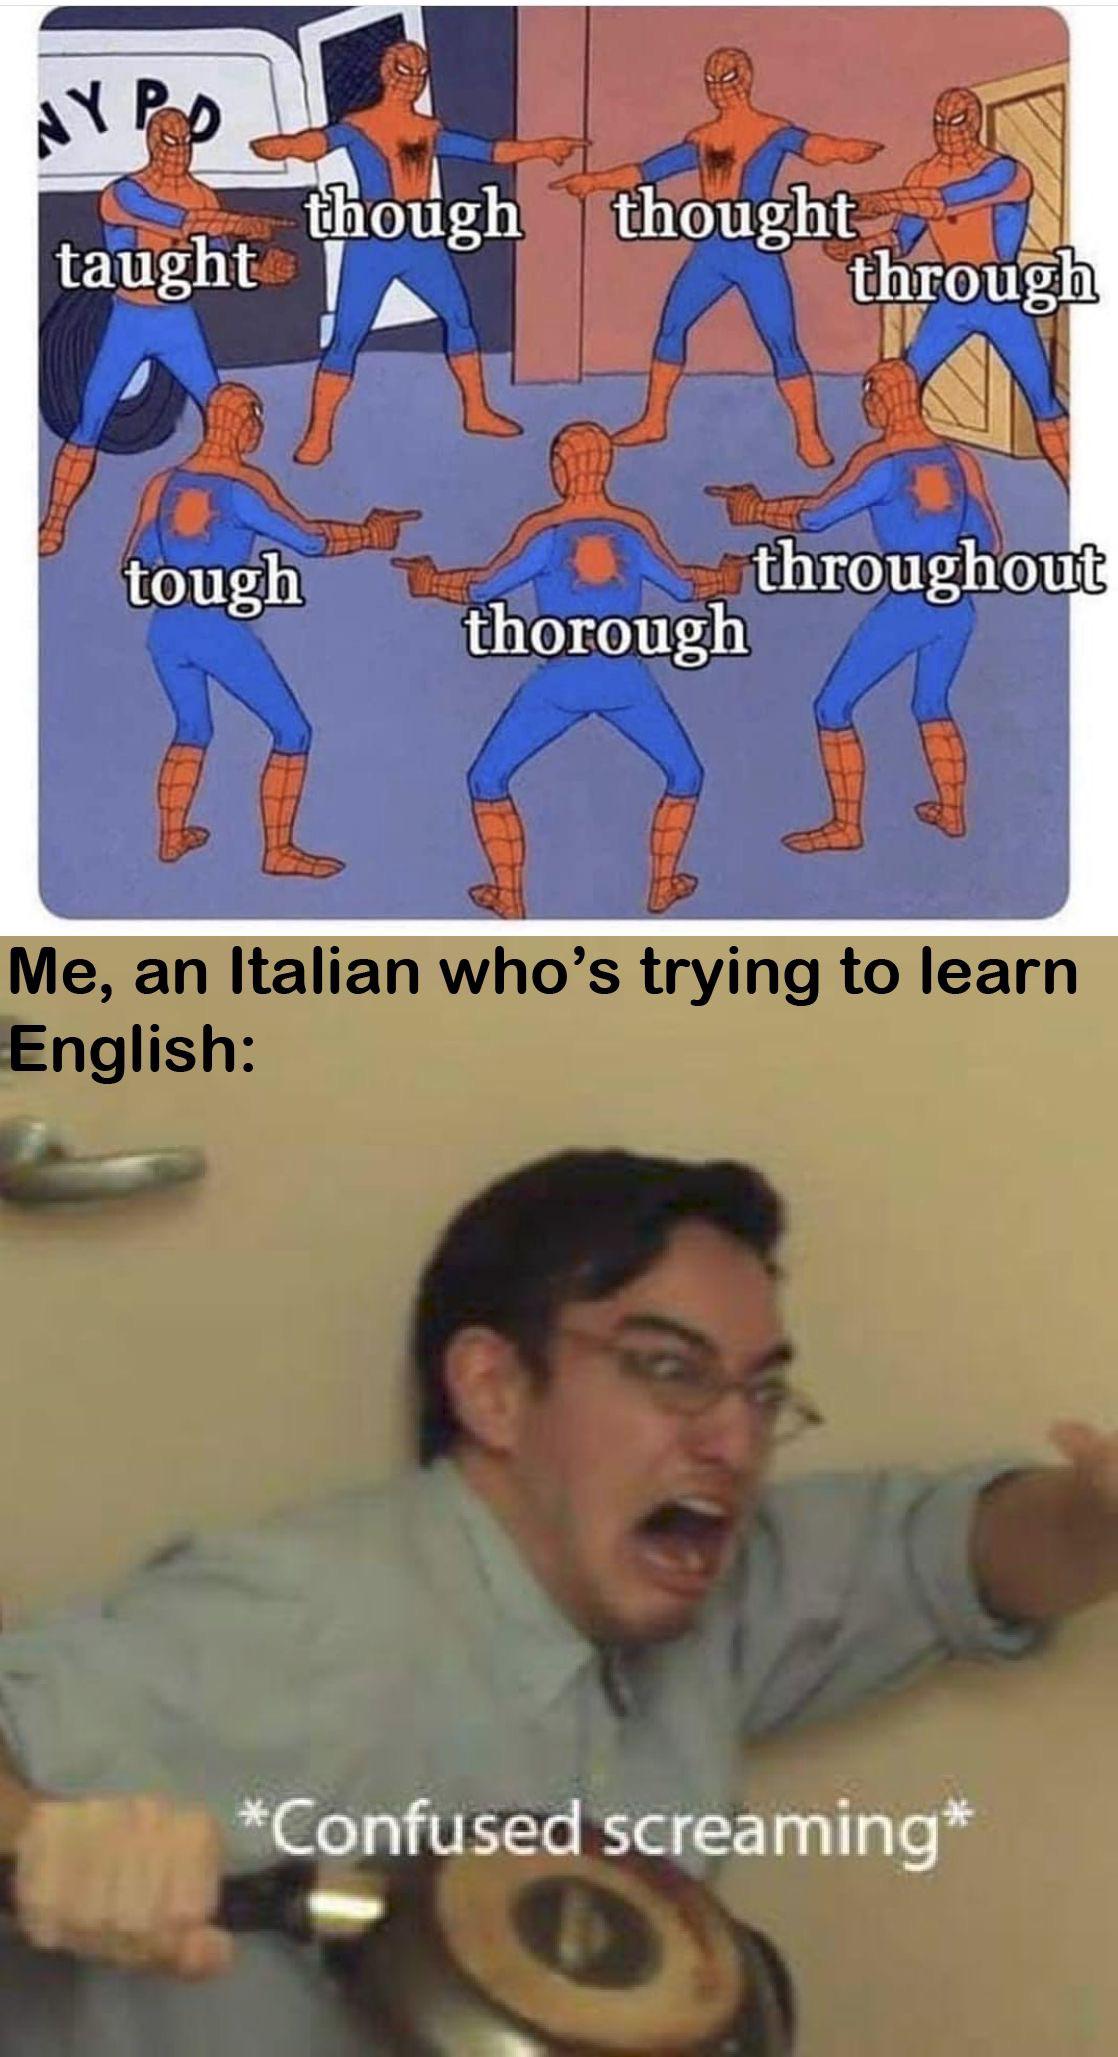 NYPD
though
thought
taught
through
throughout
tough
thorough
Me, an Italian who's trying to learn
English:
*Confused screaming*